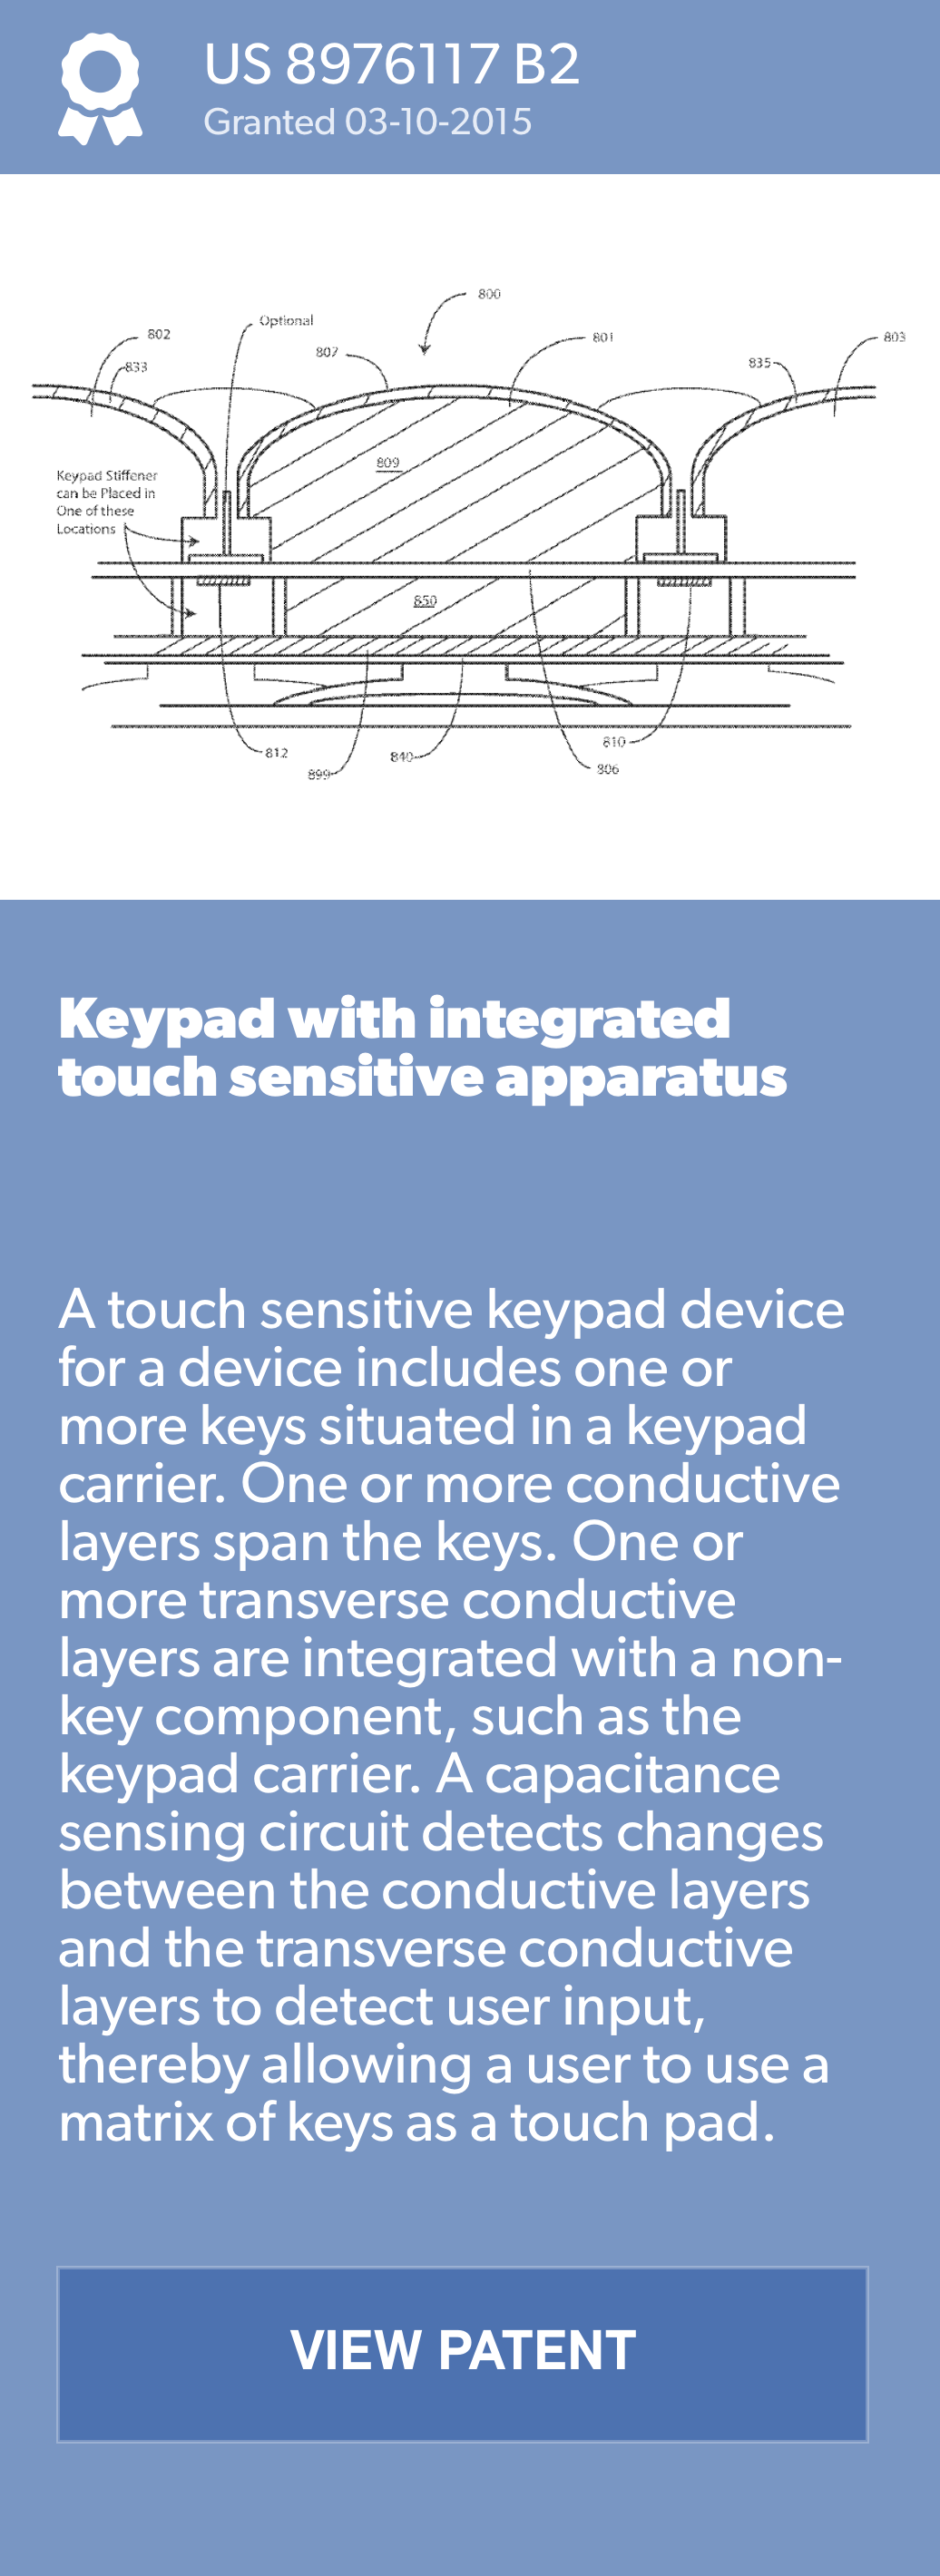 US 8976117 B2
Granted 03-10-2015
800
Optional
802
801
803
807
833
835
809
Keypad Stiffener
can be Placed in
One of these
Locations
850
812
810
840
806
899
Keypad with integrated
touch sensitive apparatus
A touch sensitive keypad device
for a device includes one or
more keys situated in a keypad
carrier. One or more conductive
layers span the keys. One or
more transverse conductive
layers are integrated with a non-
key component, such as the
keypad carrier. A capacitance
sensing circuit detects changes
between the conductive layers
and the transverse conductive
layers to detect user input,
thereby allowing a user to use a
matrix of keys as a touch pad.
VIEW PATENT